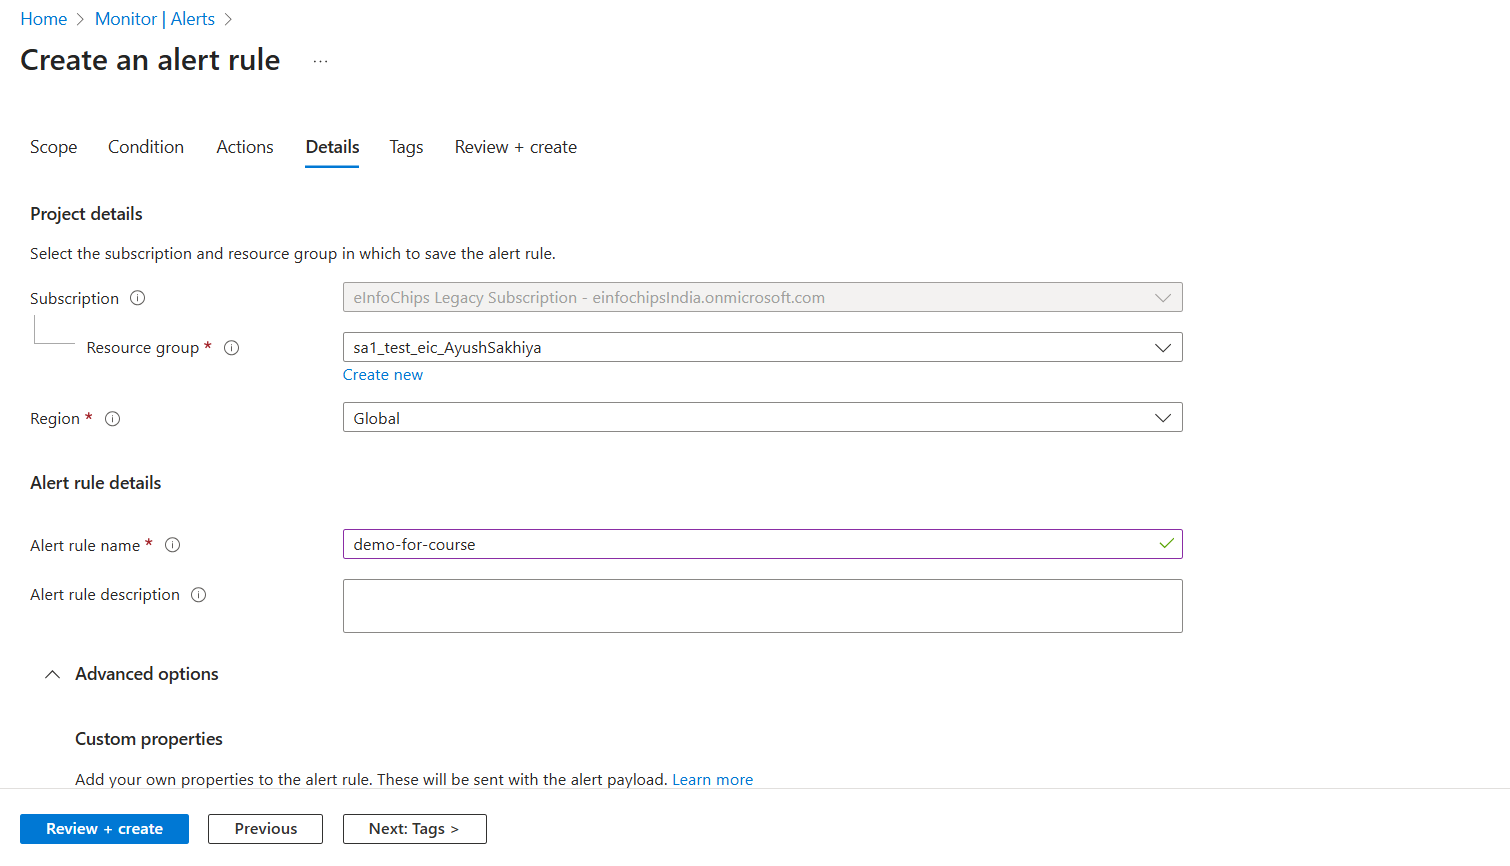 Home > Monitor | Alerts >
Create an alert rule ...
Scope Condition Actions Details Tags Review + create
Project details
Select the subscription and resource group in which to save the alert rule.
Subscription eInfoChips Legacy Subscription - einfochipsIndia.onmicrosoft.com
Resource group * sa1_test_eic_AyushSakhiya
Create new
Region * Global
Alert rule details
Alert rule name * demo-for-course
Alert rule description
Advanced options
Custom properties
Add your own properties to the alert rule. These will be sent with the alert payload. Learn more
Review + create Previous Next: Tags >